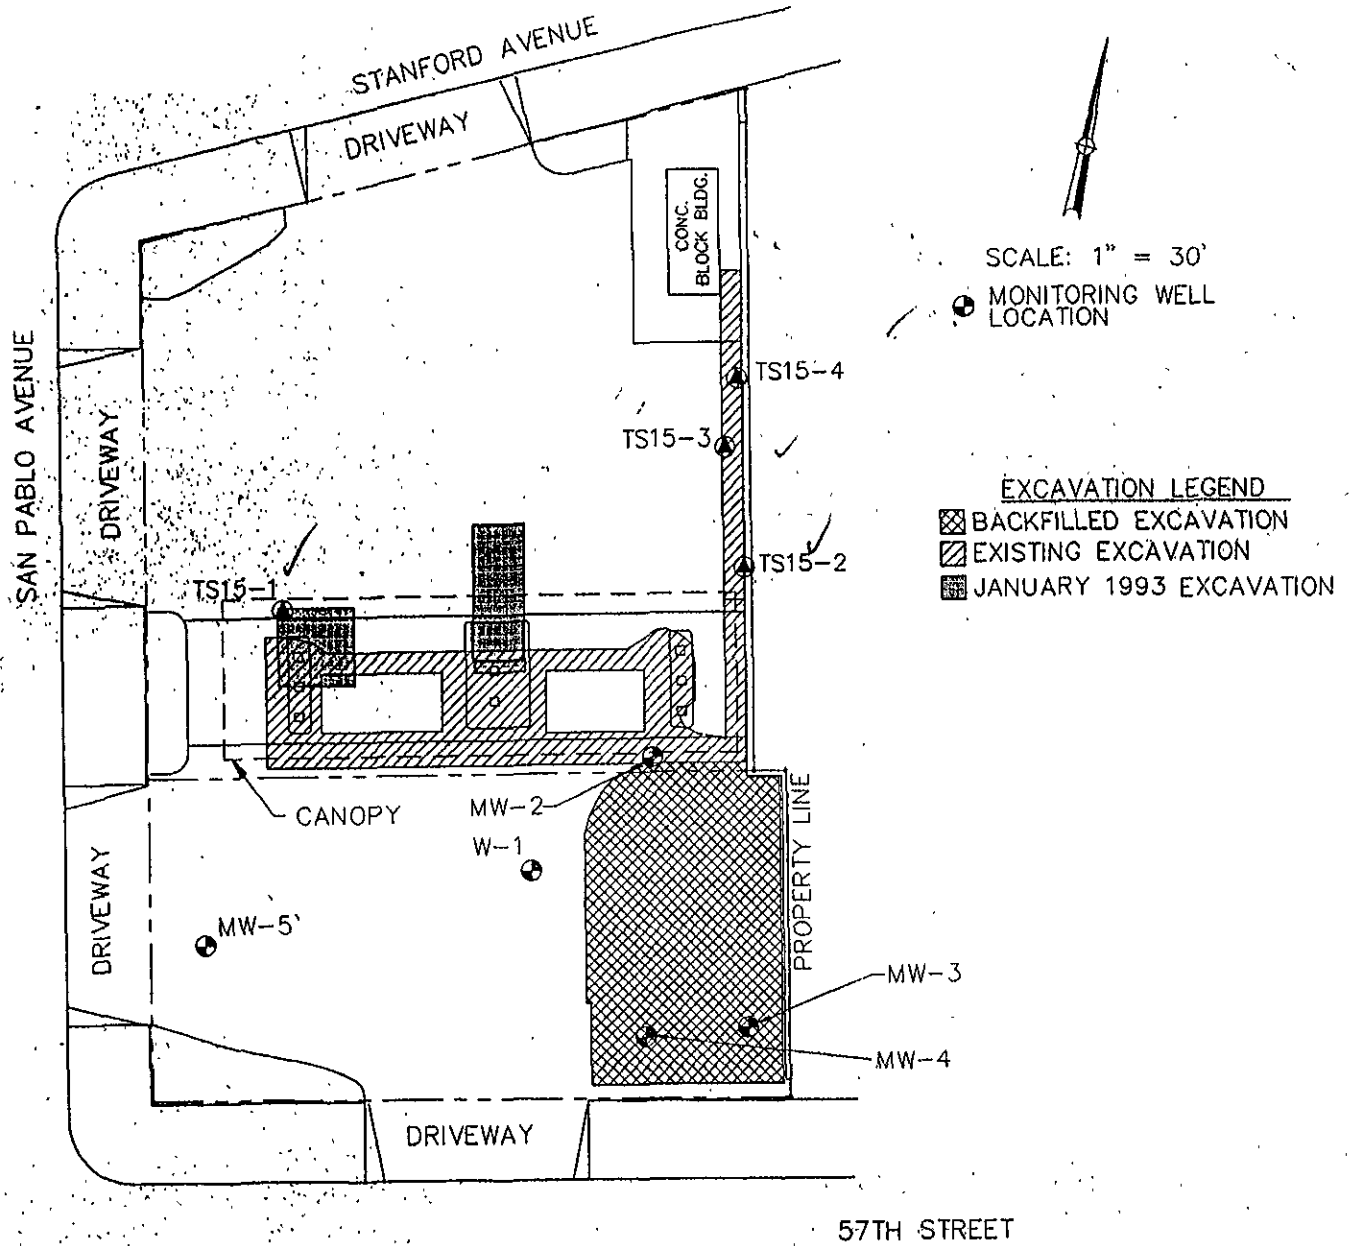 STANFORD AVENUE
DRIVEWAY
CONC.
BLOCK BLDG.
SCALE: 1" = 30'
MONITORING WELL
LOCATION
SAN PABLO AVENUE
DRIVEWAY
TS15-4
TS15-3
TS15-2
TS15-1
EXCAVATION LEGEND
BACKFILLED EXCAVATION
EXISTING EXCAVATION
JANUARY 1993 EXCAVATION
CANOPY
MW-2
W-1
PROPERTY LINE
DRIVEWAY
MW-5
MW-3
MW-4
DRIVEWAY
57TH STREET